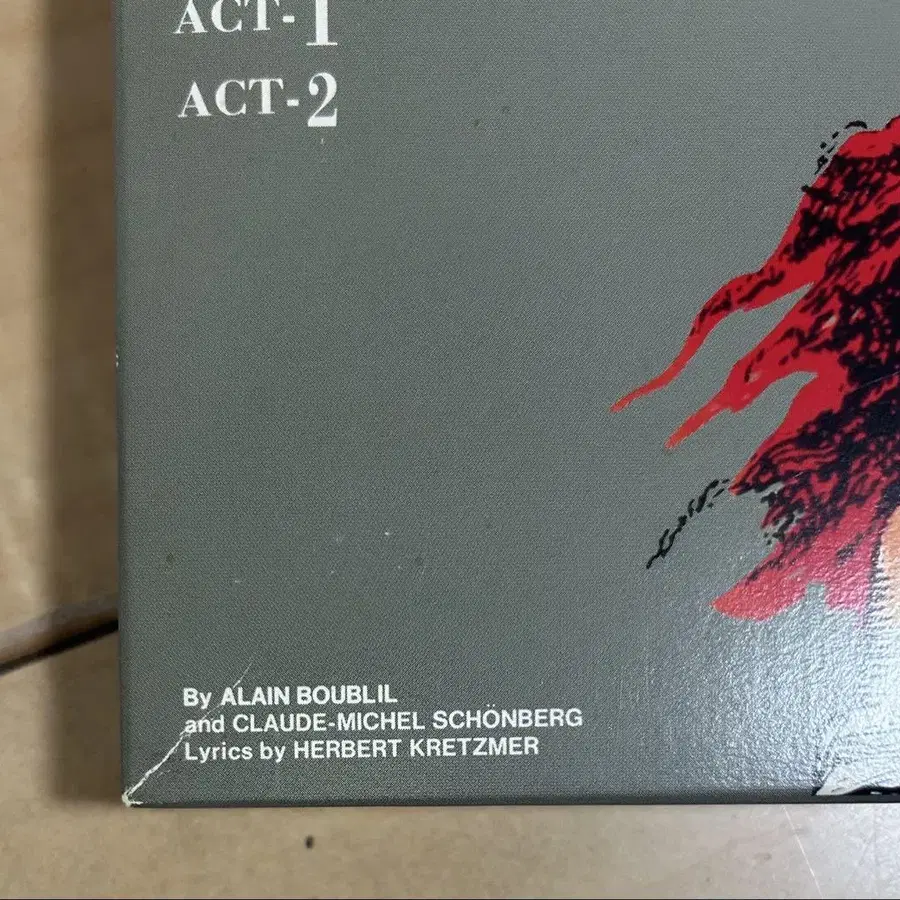 ACT-1
ACT-2
By ALAIN BOUBLIL
and CLAUDE-MICHEL SCHÖNBERG
Lyrics by HERBERT KRETZMER